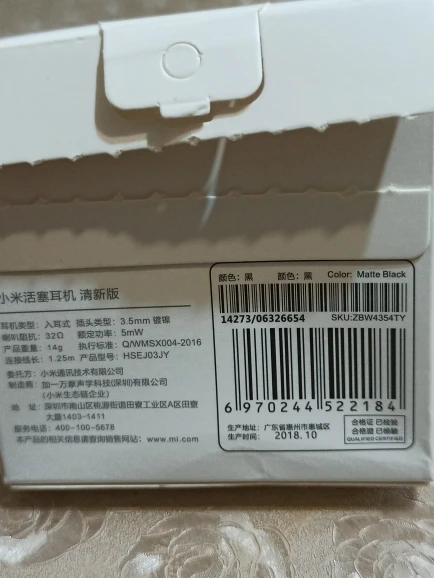 小米活塞耳机 清新版
耳机类型: 入耳式 插头类型: 3.5mm 镀镍
喇叭阻抗: 32Ω 额定功率: 5mW
产品重量: 14g 执行标准: Q/WMSX004-2016
连接线长: 1.25m 产品型号: HSEJ03JY
委托方: 小米通讯技术有限公司
制造商: 加一万摩声学科技(深圳)有限公司
(小米生态链企业)
地 址: 深圳市南山区桃源街道田寮工业区A区田寮
大厦1403-1411
服务电话: 400-100-5678
本产品的相关信息请查询销售网站: www.mi.com
颜色: 黑 顏色: 黑 Color: Matte Black
14273/06326654 SKU:ZBW4354TY
6 970244 522184
生产地址: 广东省惠州市惠城区
生产时间: 2018.10
合格证 已检验
合格證 已檢驗
QUALIFIED CERTIFICATE